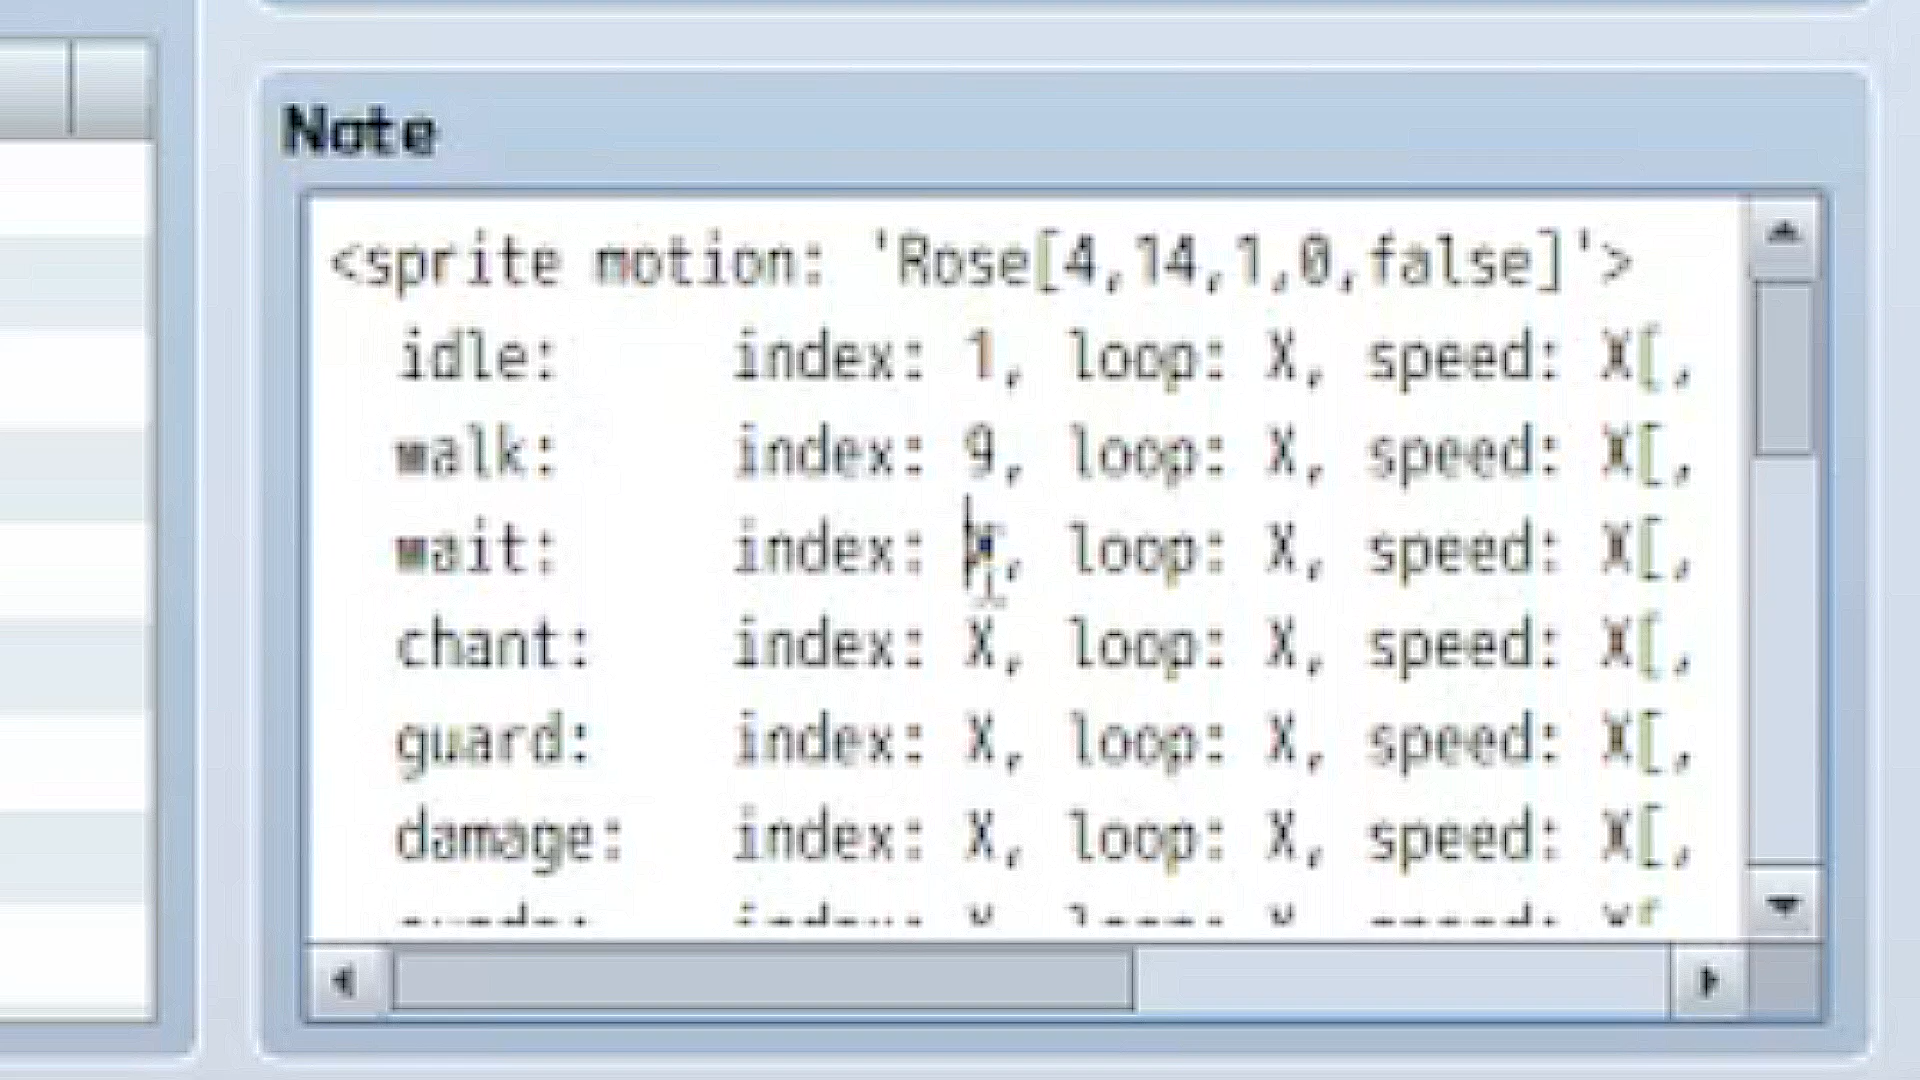 Note
<sprite motion: 'Rose[4,14,1,0,false]'>
idle: index: 1, loop: X, speed: X[,
walk: index: 9, loop: X, speed: X[,
wait: index: X, loop: X, speed: X[,
chant: index: X, loop: X, speed: X[,
guard: index: X, loop: X, speed: X[,
damage: index: X, loop: X, speed: X[,